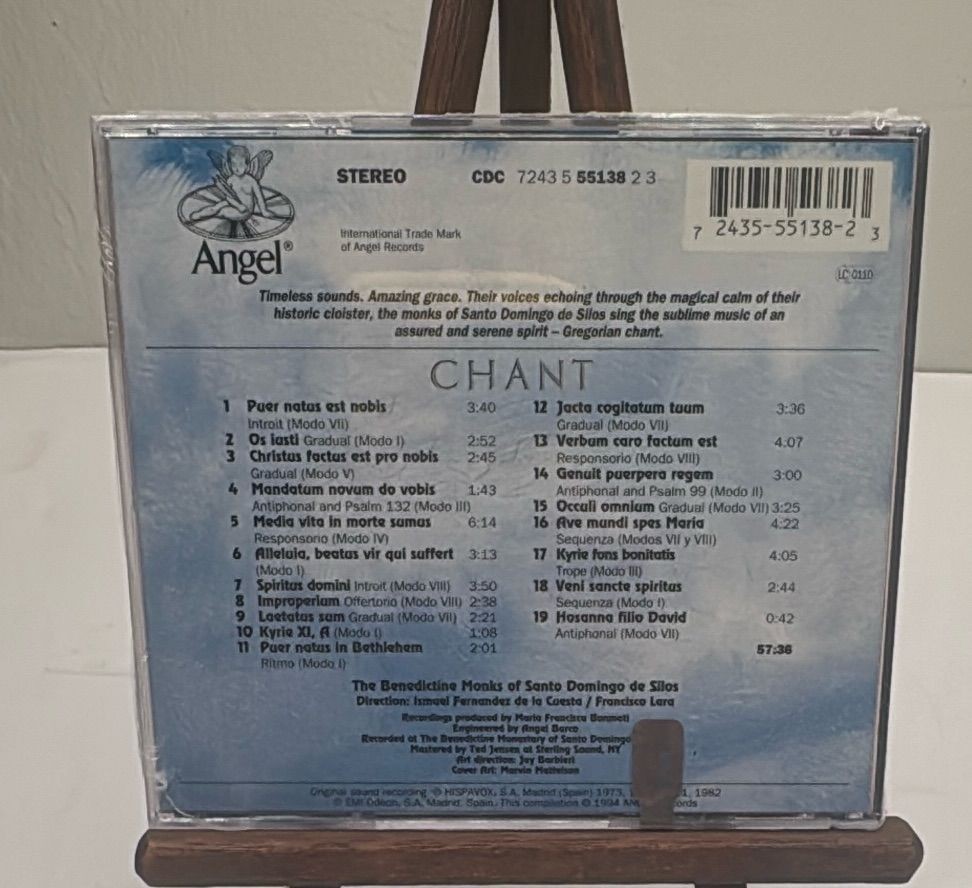 STEREO
CDC 7243 5 55138 2 3
7 2435-55138-2 3
Angel®
International Trade Mark
of Angel Records
LC 0110
Timeless sounds. Amazing grace. Their voices echoing through the magical calm of their
historic cloister, the monks of Santo Domingo de Silos sing the sublime music of an
assured and serene spirit – Gregorian chant.
CHANT
1 Puer natus est nobis 3:40
Introit (Modo VII)
2 Os iusti Gradual (Modo I) 2:52
3 Christus factus est pro nobis 2:45
Gradual (Modo V)
4 Mandatum novum do vobis 1:43
Antiphonal and Psalm 132 (Modo III)
5 Media vita in morte sumus 6:14
Responsorio (Modo IV)
6 Alleluia, beatus vir qui suffert 3:13
(Modo I)
7 Spiritus domini Introit (Modo VIII) 3:50
8 Improperium Offertorio (Modo VIII) 2:38
9 Laetatus sum Gradual (Modo VII) 2:21
10 Kyrie XI, A (Modo I) 1:08
11 Puer natus in Bethlehem 2:01
Ritmo (Modo I)
12 Jacta cogitatum tuum 3:36
Gradual (Modo VII)
13 Verbum caro factum est 4:07
Responsorio (Modo VIII)
14 Genuit puerpera regem 3:00
Antiphonal and Psalm 99 (Modo II)
15 Occuli omnium Gradual (Modo VII) 3:25
16 Ave mundi spes Maria 4:22
Sequenza (Modos VII y VIII)
17 Kyrie fons bonitatis 4:05
Trope (Modo III)
18 Veni sancte spiritus 2:44
Sequenza (Modo I)
19 Hosanna filio David 0:42
Antiphonal (Modo VII)
57:36
The Benedictine Monks of Santo Domingo de Silos
Direction: Ismael Fernandez de la Cuesta / Francisco Lara
Recordings produced by Maria Francisca Bonmati
Engineered by Angel Barco
Recorded at The Benedictine Monastery of Santo Domingo
Mastered by Ted Jensen at Sterling Sound, NY
Art direction: Jay Barbieri
Cover Art: Marvin Mattelson
Original sound recording ℗ HISPAVOX, S.A. Madrid (Spain) 1973, 1982
℗ EMI Odeon, S.A. Madrid, Spain. This compilation © 1994